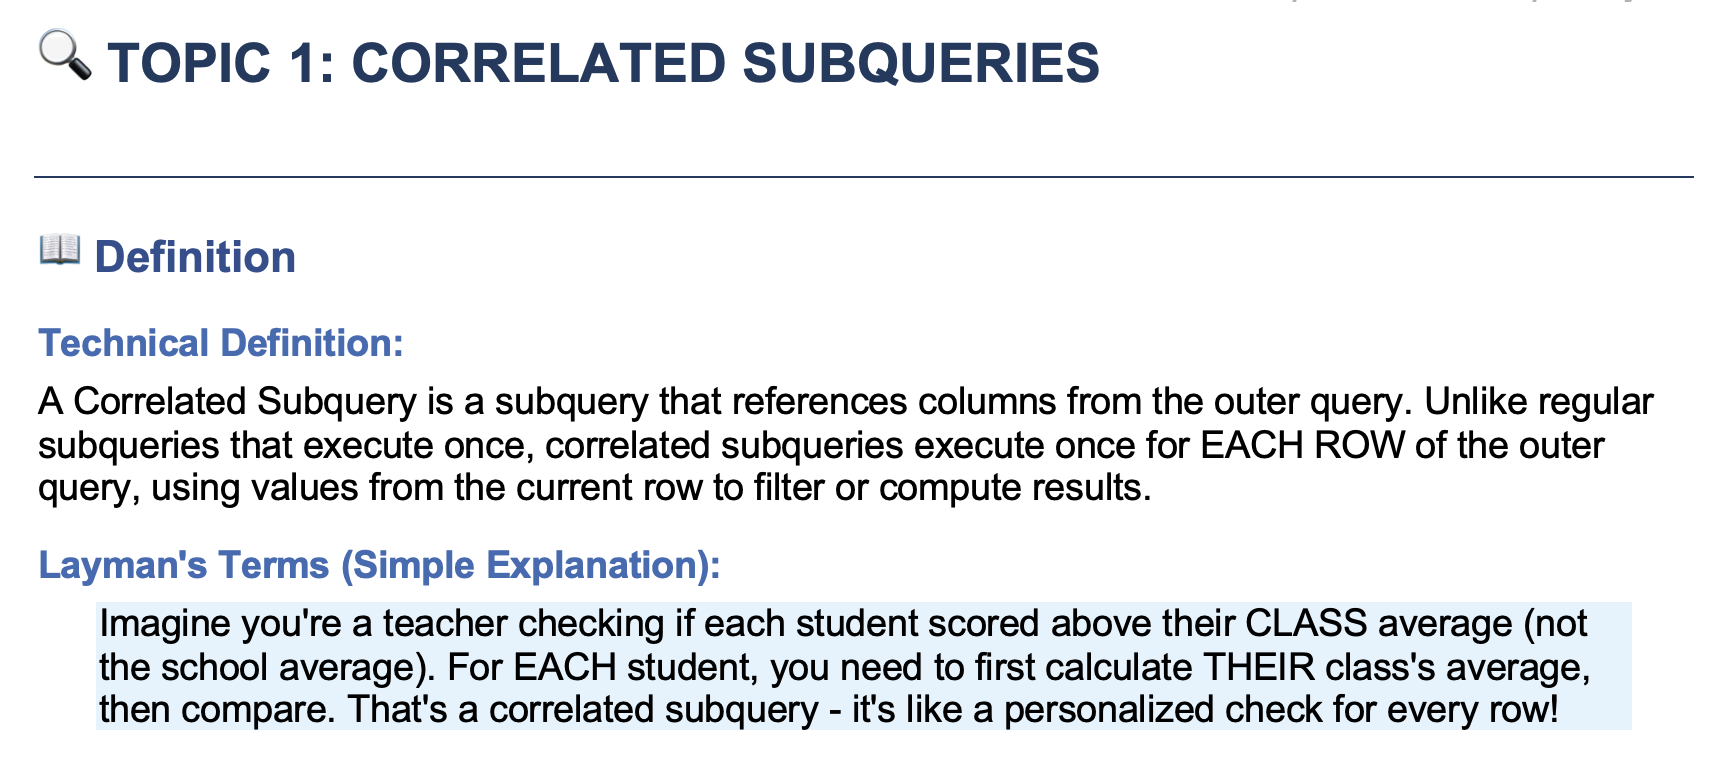 TOPIC 1: CORRELATED SUBQUERIES
Definition
Technical Definition:
A Correlated Subquery is a subquery that references columns from the outer query. Unlike regular
subqueries that execute once, correlated subqueries execute once for EACH ROW of the outer
query, using values from the current row to filter or compute results.
Layman's Terms (Simple Explanation):
Imagine you're a teacher checking if each student scored above their CLASS average (not
the school average). For EACH student, you need to first calculate THEIR class's average,
then compare. That's a correlated subquery - it's like a personalized check for every row!